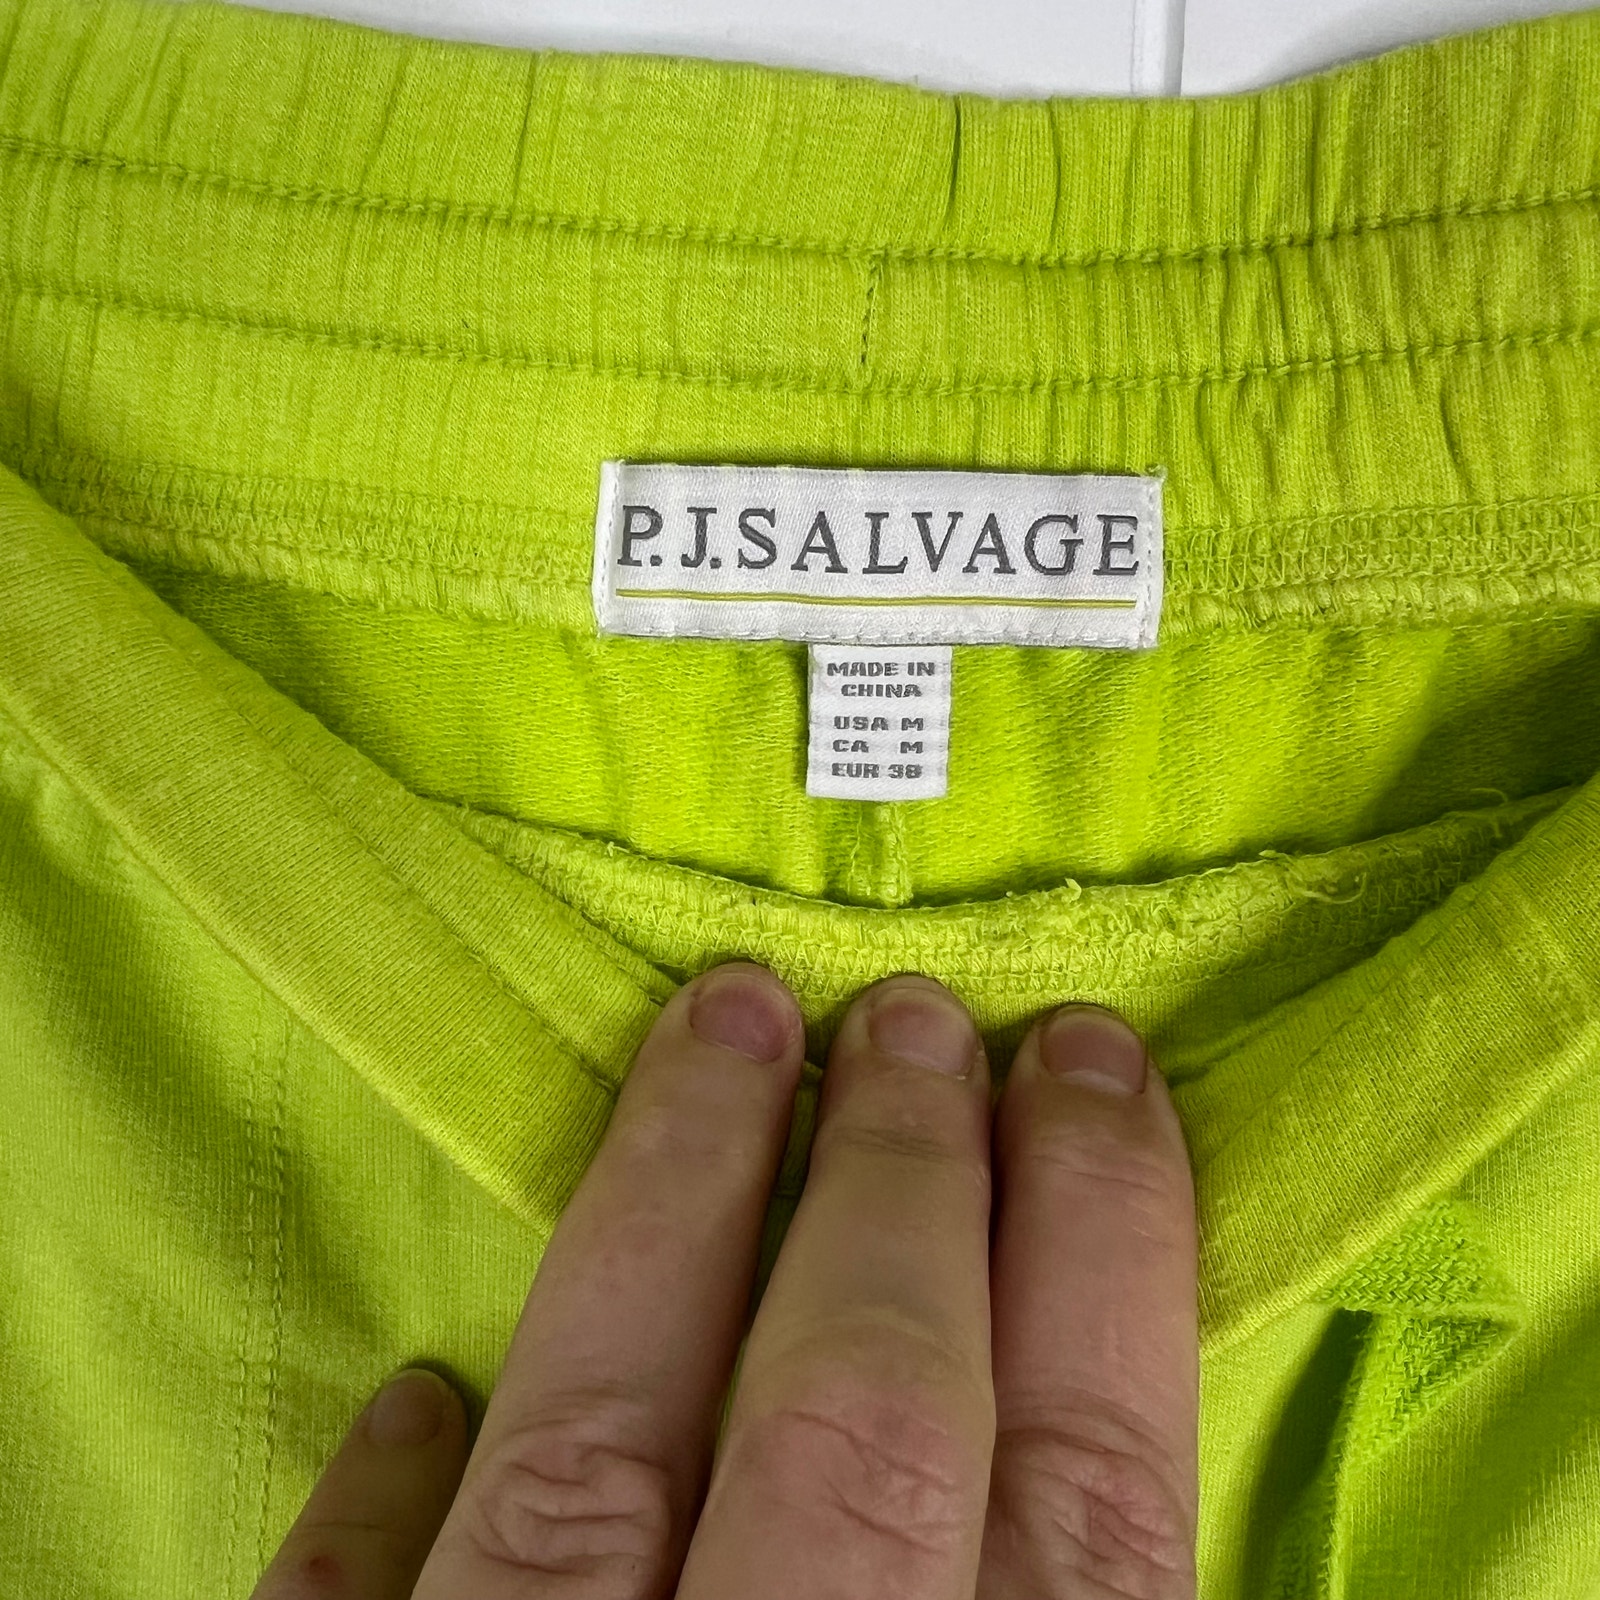 P.J.SALVAGE
MADE IN
CHINA
USA M
CA M
EUR 38